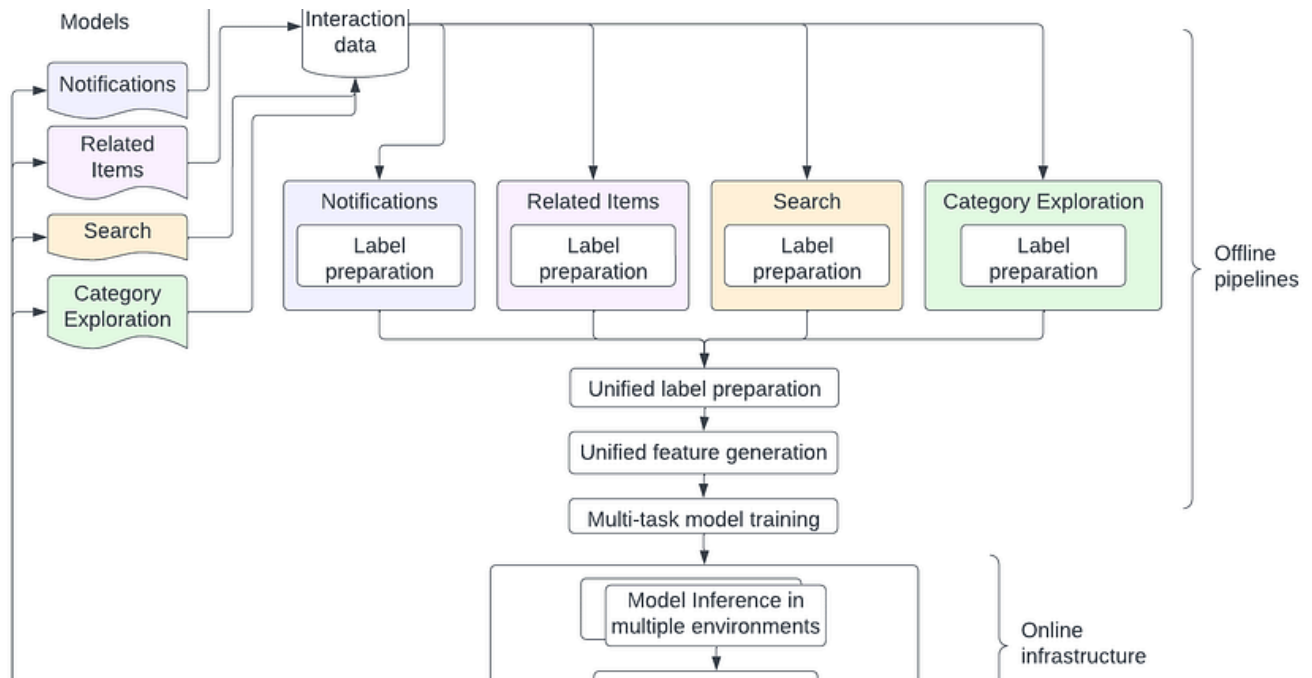 Models
Interaction
data
Notifications
Related
Items
Search
Category
Exploration
Notifications
Label
preparation
Related Items
Label
preparation
Search
Label
preparation
Category Exploration
Label
preparation
Offline
pipelines
Unified label preparation
Unified feature generation
Multi-task model training
Model Inference in
multiple environments
Online
infrastructure